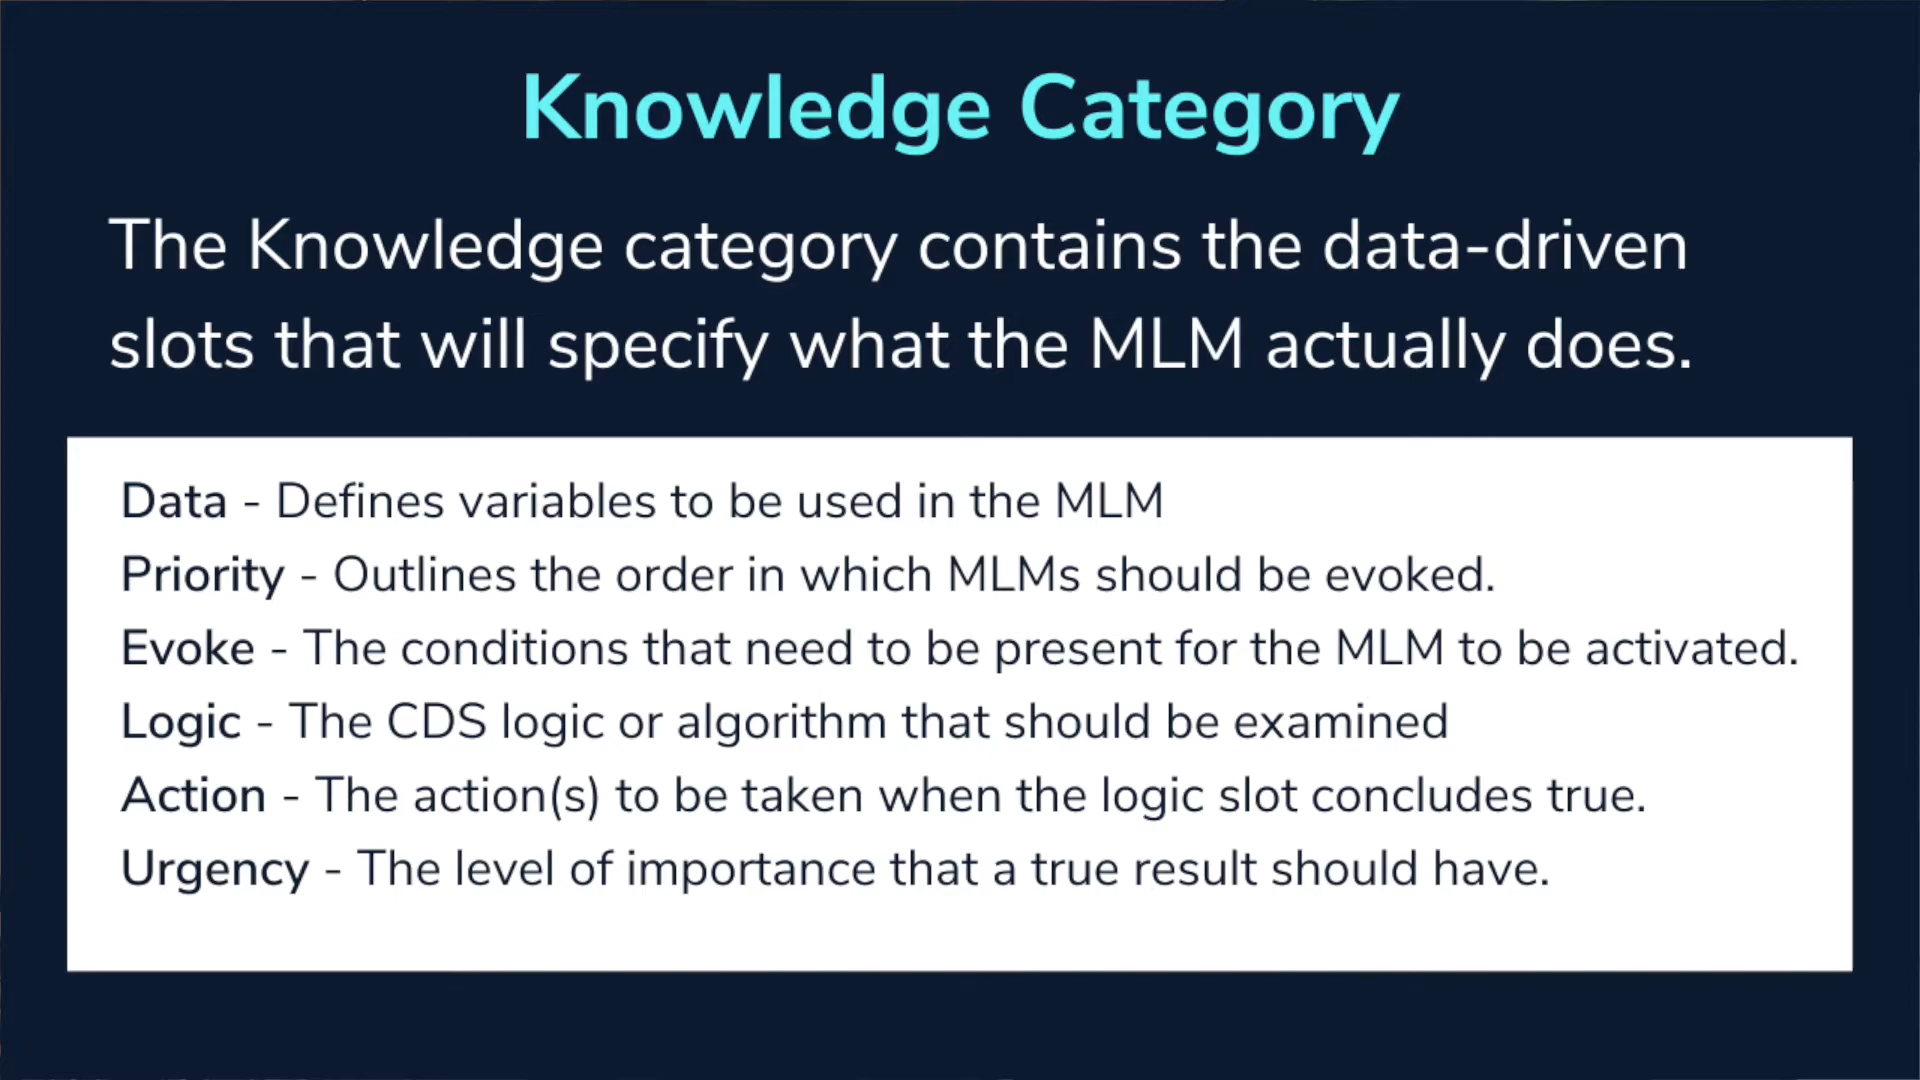 Knowledge Category
The Knowledge category contains the data-driven
slots that will specify what the MLM actually does.
Data - Defines variables to be used in the MLM
Priority - Outlines the order in which MLMs should be evoked.
Evoke - The conditions that need to be present for the MLM to be activated.
Logic - The CDS logic or algorithm that should be examined
Action - The action(s) to be taken when the logic slot concludes true.
Urgency - The level of importance that a true result should have.